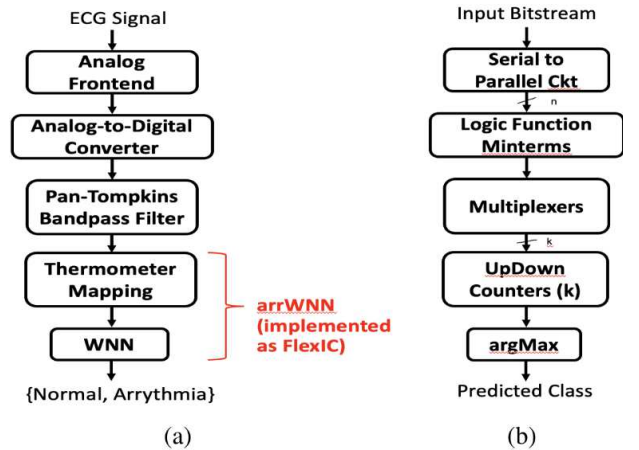 ECG Signal
Analog
Frontend
Analog-to-Digital
Converter
Pan-Tompkins
Bandpass Filter
Thermometer
Mapping
WNN
{Normal, Arrythmia}
arrWNN
(implemented
as FlexIC)
(a)
Input Bitstream
Serial to
Parallel Ckt
n
Logic Function
Minterms
Multiplexers
k
UpDown
Counters (k)
argMax
Predicted Class
(b)